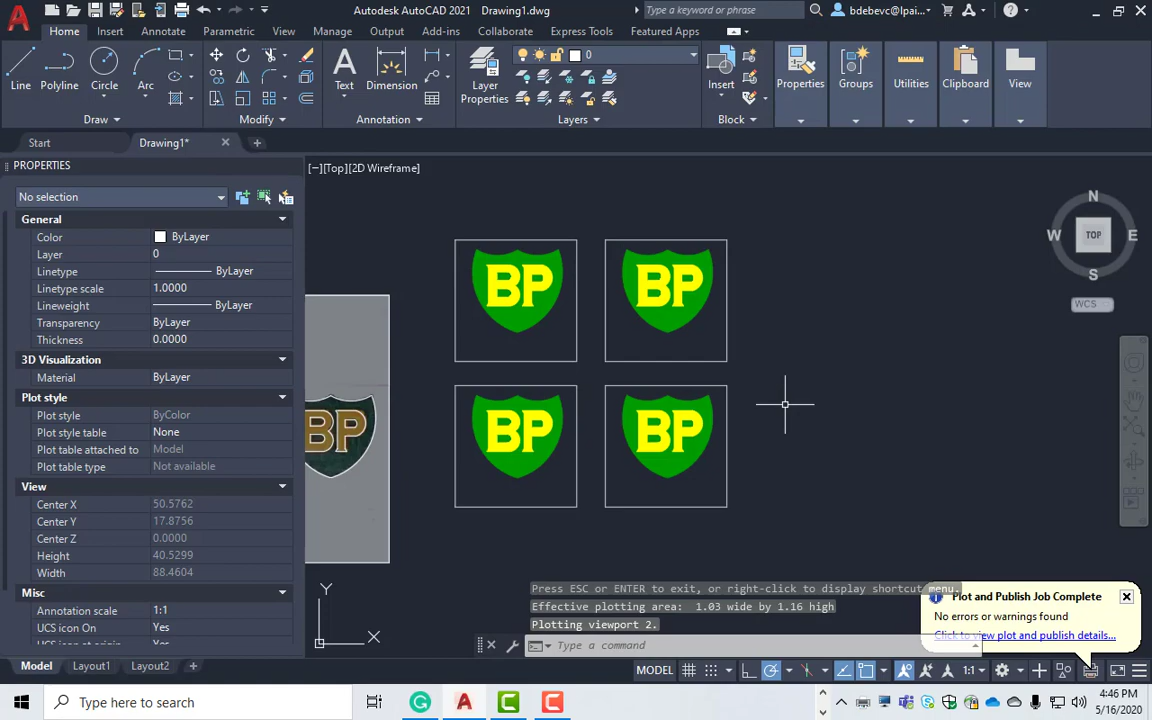 Autodesk AutoCAD 2021 Drawing1.dwg
Type a keyword or phrase
bdebevc@lpai...
Home Insert Annotate Parametric View Manage Output Add-ins Collaborate Express Tools Featured Apps
Line Polyline Circle Arc
Text Dimension
Layer Properties
0
Insert
Properties Groups Utilities Clipboard View
Draw Modify Annotation Layers Block
Start Drawing1*
PROPERTIES
[−][Top][2D Wireframe]
No selection
General
Color ByLayer
Layer 0
Linetype ByLayer
Linetype scale 1.0000
Lineweight ByLayer
Transparency ByLayer
Thickness 0.0000
3D Visualization
Material ByLayer
Plot style
Plot style ByColor
Plot style table None
Plot table attached to Model
Plot table type Not available
View
Center X 50.5762
Center Y 17.8756
Center Z 0.0000
Height 40.5299
Width 88.4604
Misc
Annotation scale 1:1
UCS icon On Yes
UCS icon at origin Yes
BP BP
BP BP BP
N
W TOP E
S
WCS
Y
X
Press ESC or ENTER to exit, or right-click to display shortcut menu.
Effective plotting area: 1.03 wide by 1.16 high
Plotting viewport 2.
Type a command
Plot and Publish Job Complete
No errors or warnings found
Click to view plot and publish details...
Model Layout1 Layout2
MODEL 1:1
Type here to search
4:46 PM
5/16/2020